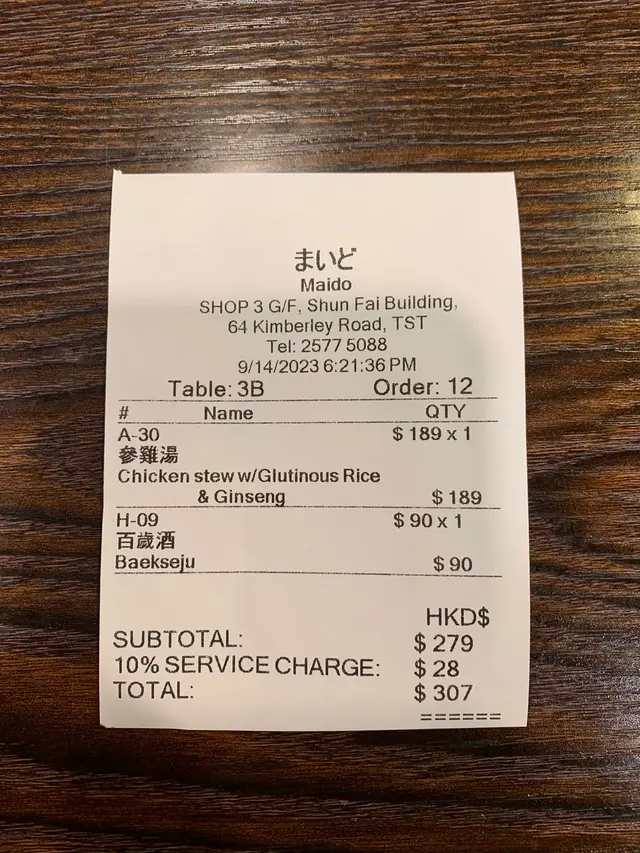 まいど
Maido
SHOP 3 G/F, Shun Fai Building,
64 Kimberley Road, TST
Tel: 2577 5088
9/14/2023 6:21:36 PM
Table: 3B Order: 12
# Name QTY
A-30 $ 189 x 1
參雞湯
Chicken stew w/Glutinous Rice
& Ginseng $ 189
H-09 $ 90 x 1
百歲酒
Baekseju $ 90
HKD$
SUBTOTAL: $ 279
10% SERVICE CHARGE: $ 28
TOTAL: $ 307
======